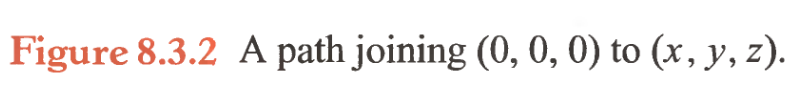 Figure 8.3.2 A path joining (0, 0, 0) to (x, y, z).